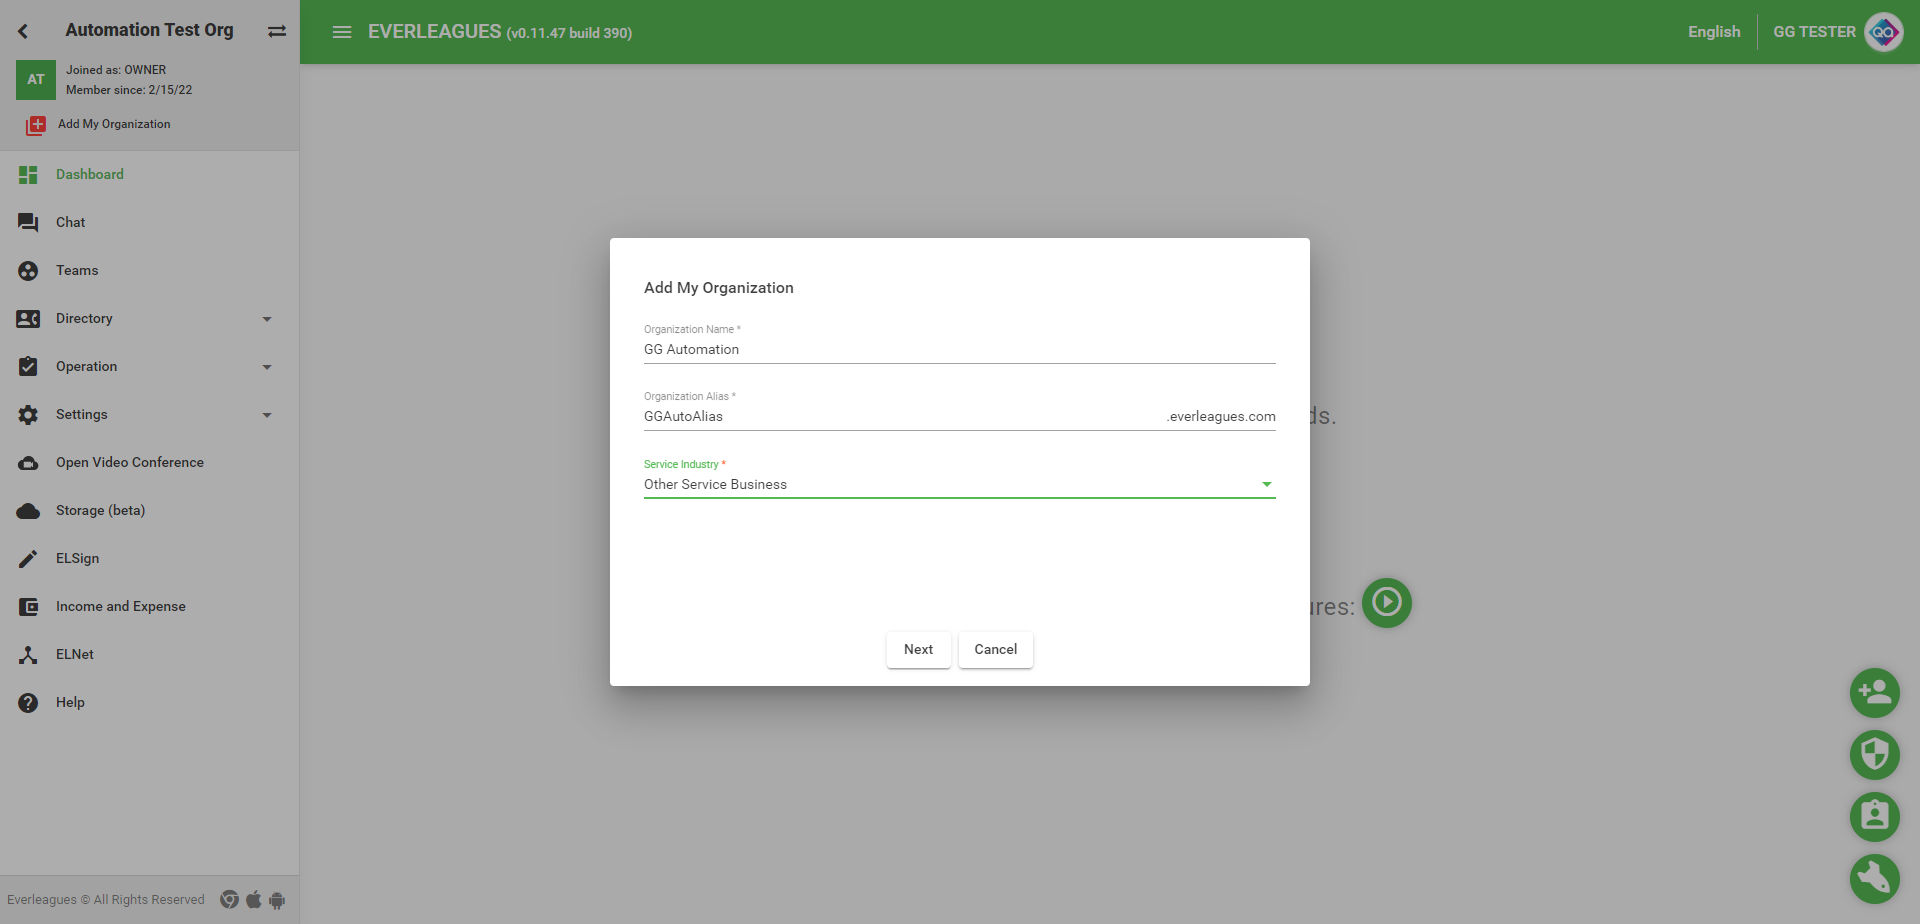 Automation Test Org
AT
Joined as: OWNER
Member since: 2/15/22
Add My Organization
Dashboard
Chat
Teams
Directory
Operation
Settings
Open Video Conference
Storage (beta)
ELSign
Income and Expense
ELNet
Help
Everleagues © All Rights Reserved
EVERLEAGUES (v0.11.47 build 390)
English
GG TESTER
QA
Add My Organization
Organization Name *
GG Automation
Organization Alias *
GGAutoAlias
.everleagues.com
Service Industry *
Other Service Business
Next
Cancel
ds.
ures: